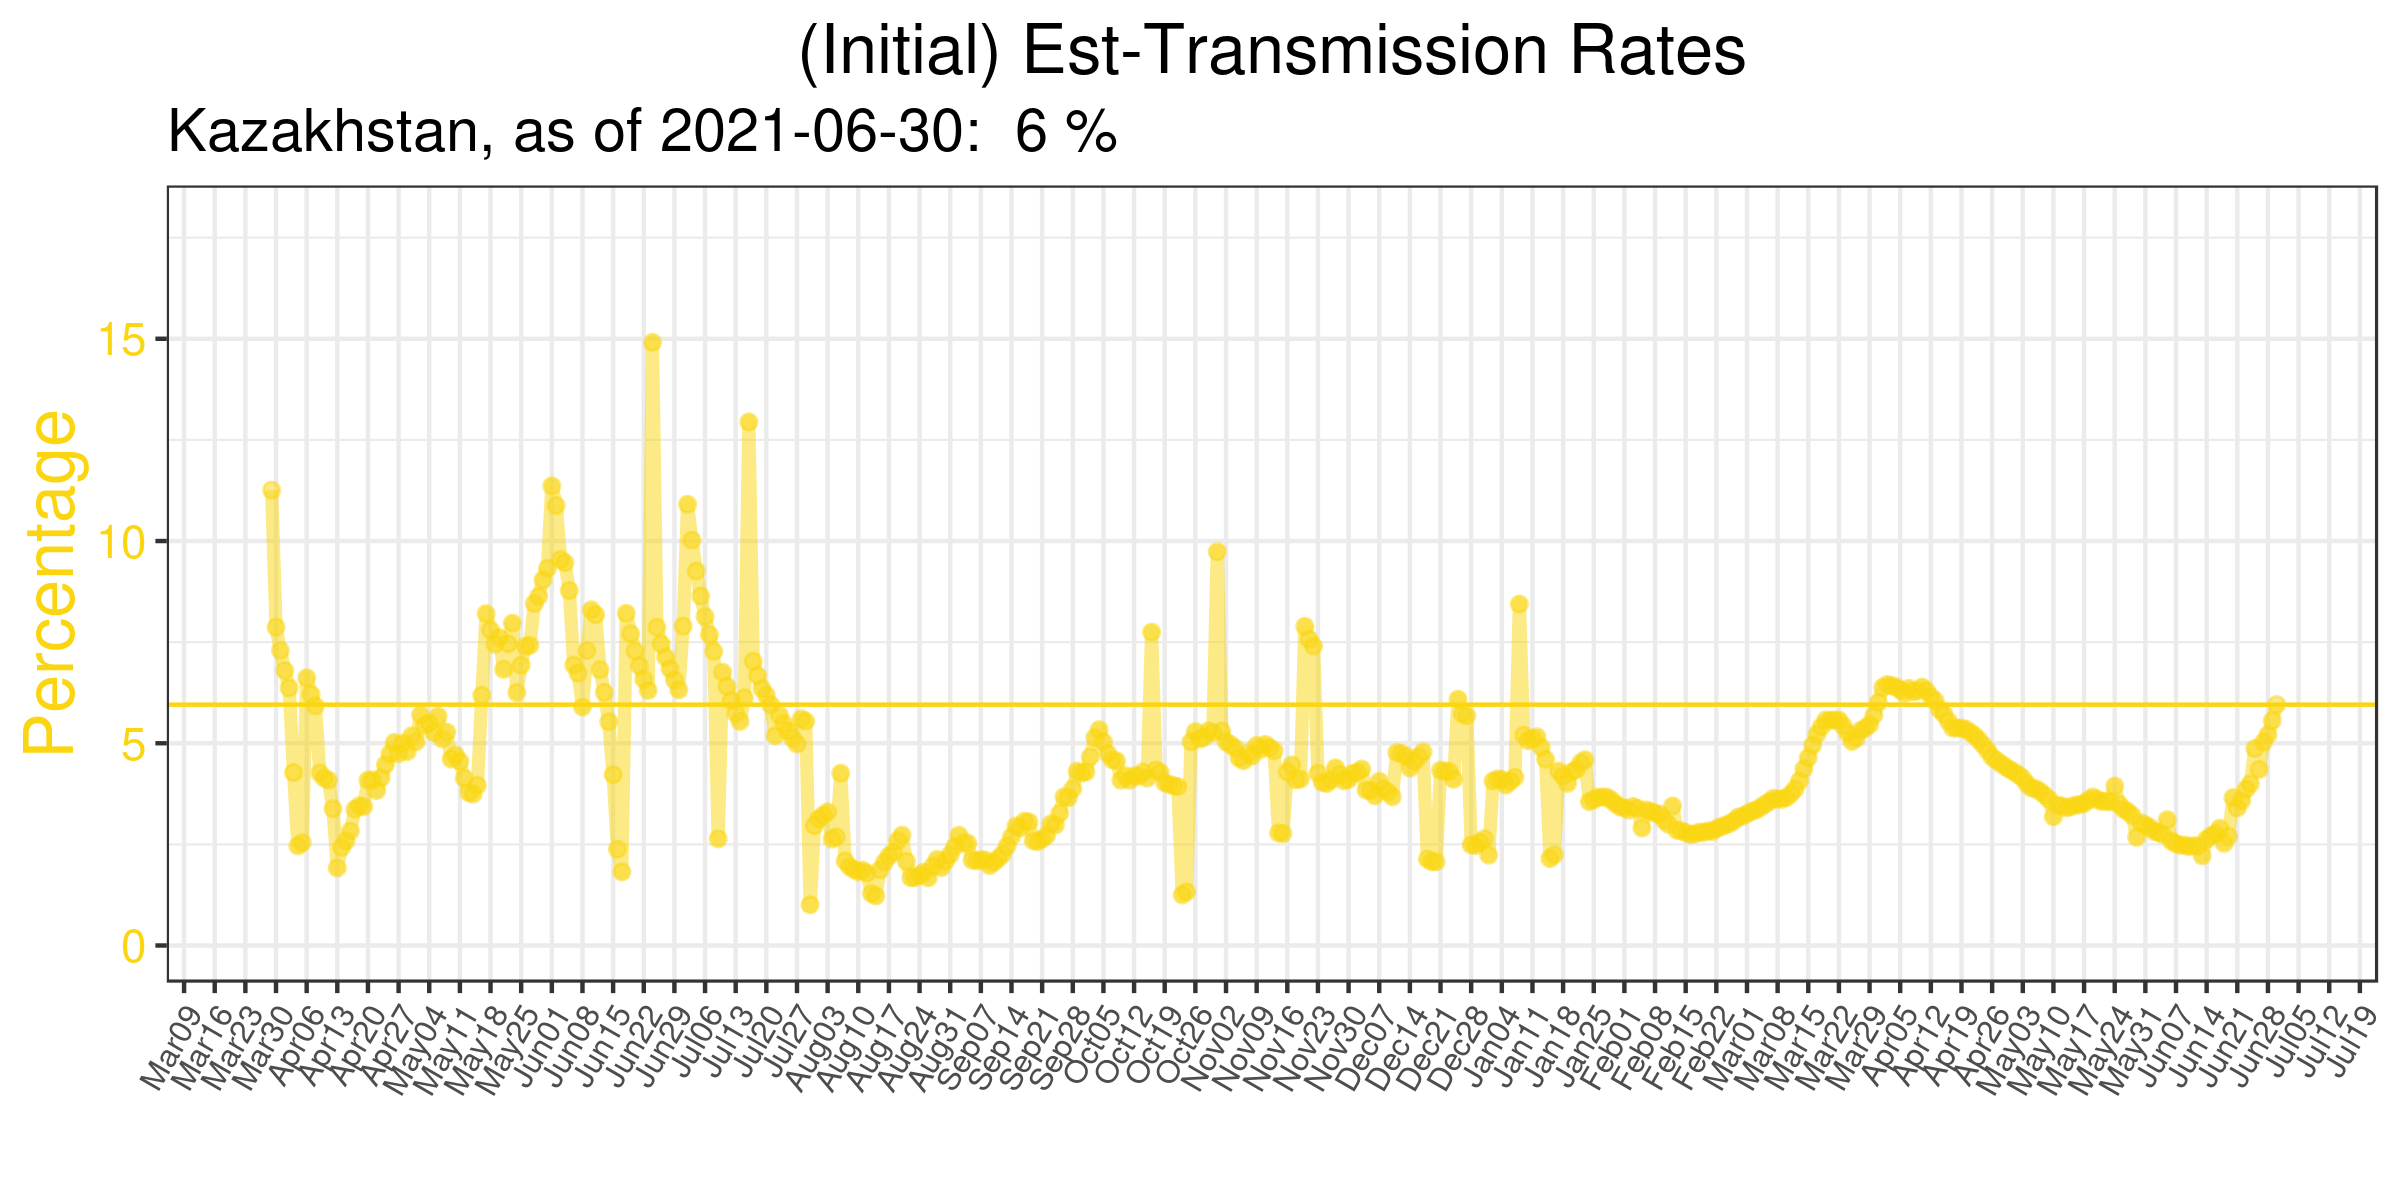 (Initial) Est-Transmission Rates
Kazakhstan, as of 2021-06-30:  6 %
Percentage
15
10
5
0
Mar09
Mar16
Mar23
Mar30
Apr06
Apr13
Apr20
Apr27
May04
May11
May18
May25
Jun01
Jun08
Jun15
Jun22
Jun29
Jul06
Jul13
Jul20
Jul27
Aug03
Aug10
Aug17
Aug24
Aug31
Sep07
Sep14
Sep21
Sep28
Oct05
Oct12
Oct19
Oct26
Nov02
Nov09
Nov16
Nov23
Nov30
Dec07
Dec14
Dec21
Dec28
Jan04
Jan11
Jan18
Jan25
Feb01
Feb08
Feb15
Feb22
Mar01
Mar08
Mar15
Mar22
Mar29
Apr05
Apr12
Apr19
Apr26
May03
May10
May17
May24
May31
Jun07
Jun14
Jun21
Jun28
Jul05
Jul12
Jul19